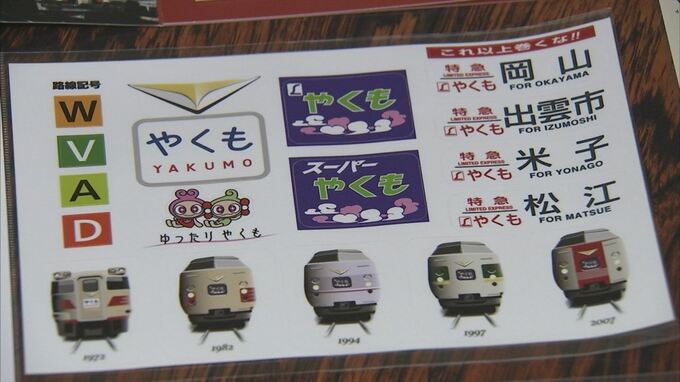 路線記号
W
V
A
D
やくも
YAKUMO
ゆったりやくも
L
やくも
スーパー
やくも
これ以上巻くな!!
特急
LIMITED EXPRESS
L やくも
岡山
FOR OKAYAMA
特急
LIMITED EXPRESS
L やくも
出雲市
FOR IZUMOSHI
特急
LIMITED EXPRESS
L やくも
米子
FOR YONAGO
特急
LIMITED EXPRESS
L やくも
松江
FOR MATSUE
1972
1982
1994
1997
2007